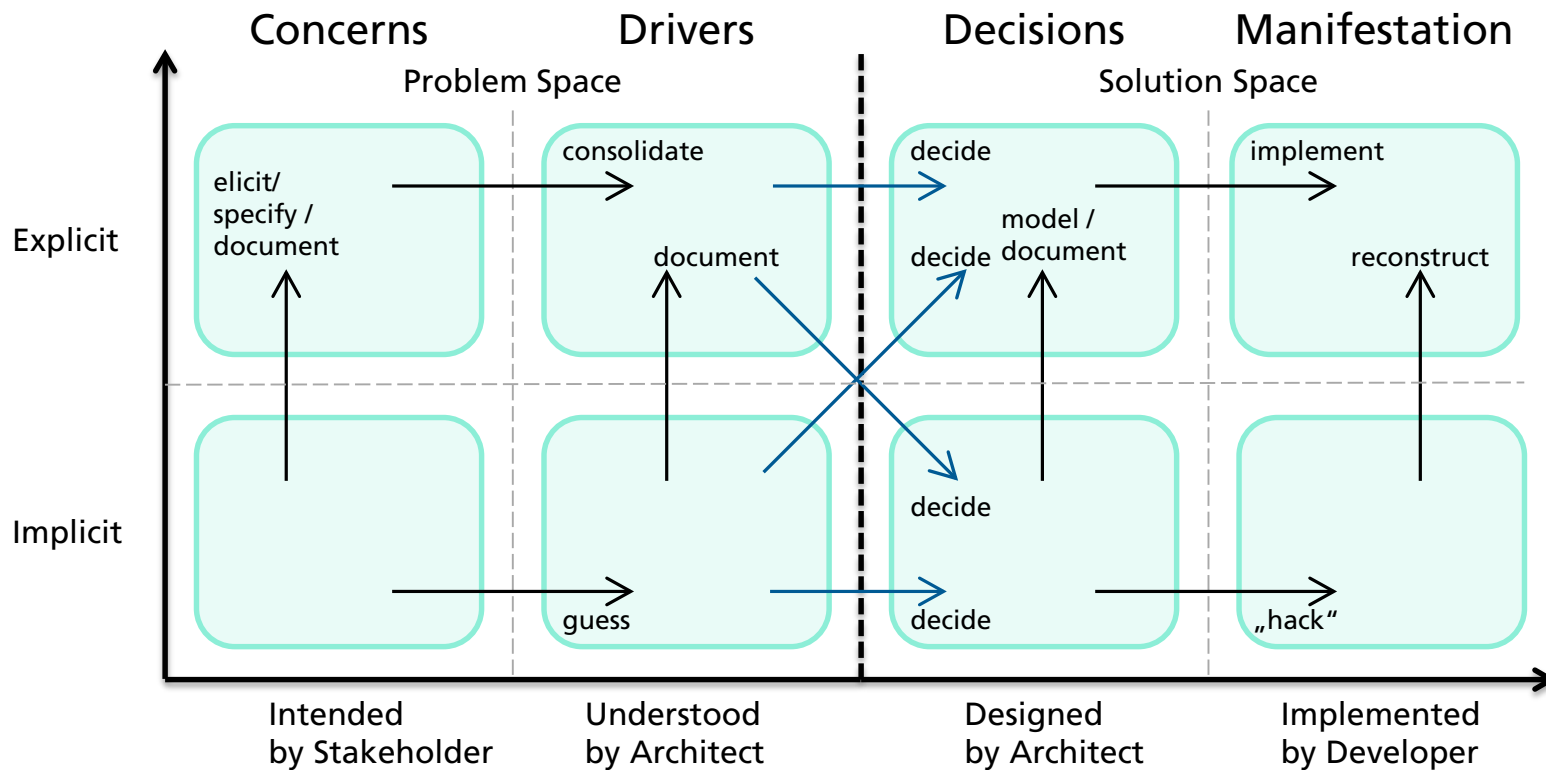 Concerns
Drivers
Decisions
Manifestation
Problem Space
Solution Space
Explicit
elicit/
specify /
document
consolidate
document
decide
decide
model /
document
implement
reconstruct
Implicit
guess
decide
decide
„hack“
Intended
by Stakeholder
Understood
by Architect
Designed
by Architect
Implemented
by Developer